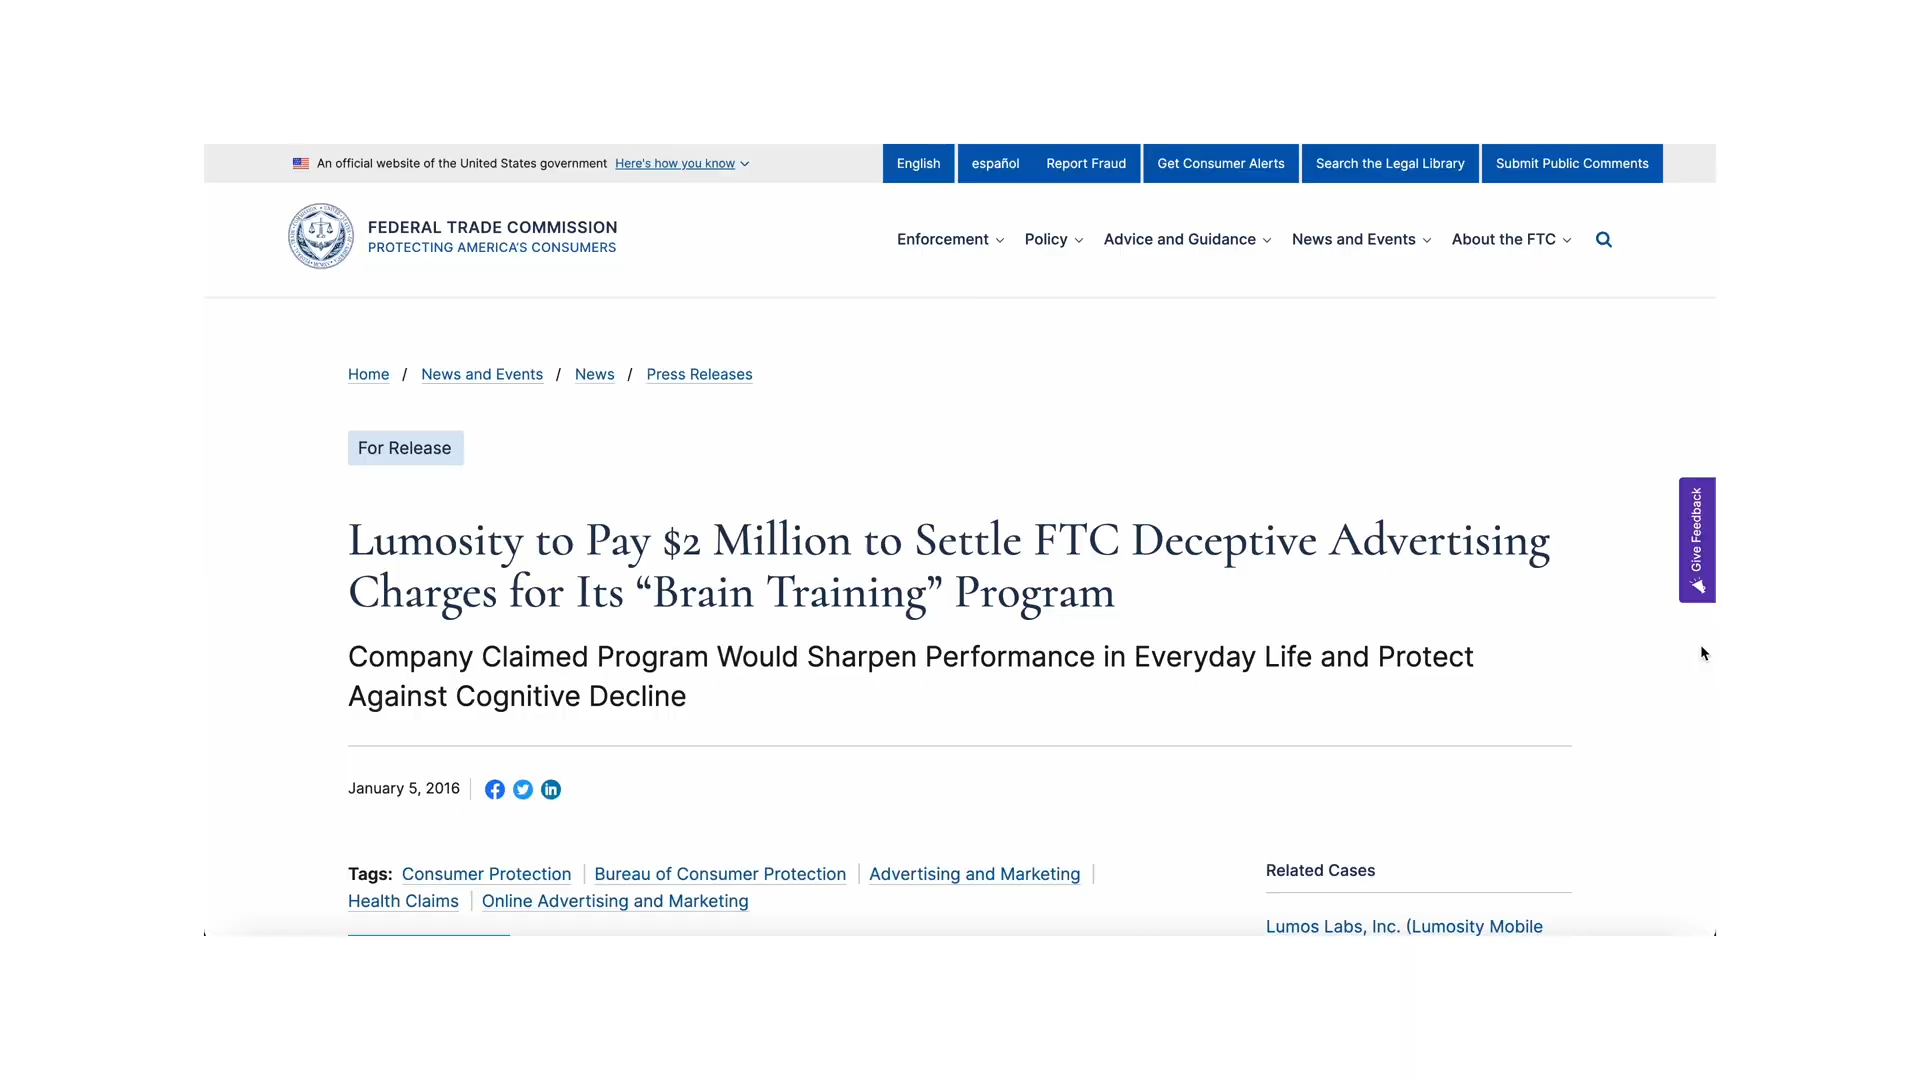 An official website of the United States government Here's how you know
English español Report Fraud Get Consumer Alerts Search the Legal Library Submit Public Comments
FEDERAL TRADE COMMISSION
PROTECTING AMERICA'S CONSUMERS
Enforcement Policy Advice and Guidance News and Events About the FTC
Home / News and Events / News / Press Releases
For Release
Give Feedback
Lumosity to Pay $2 Million to Settle FTC Deceptive Advertising
Charges for Its “Brain Training” Program
Company Claimed Program Would Sharpen Performance in Everyday Life and Protect
Against Cognitive Decline
January 5, 2016
Tags: Consumer Protection | Bureau of Consumer Protection | Advertising and Marketing |
Health Claims | Online Advertising and Marketing
Related Cases
Lumos Labs, Inc. (Lumosity Mobile